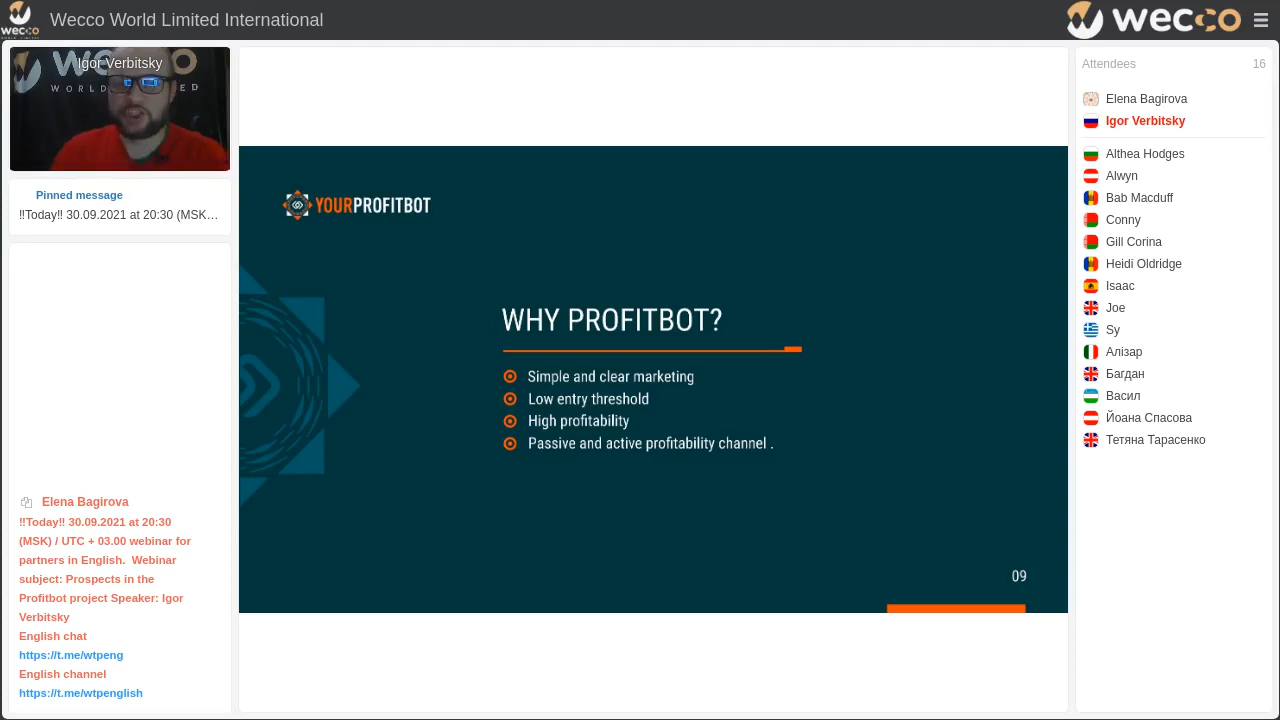 wecco
Wecco World Limited International
wecco
Igor Verbitsky
Pinned message
‼Today‼ 30.09.2021 at 20:30 (MSK…
Elena Bagirova
‼Today‼ 30.09.2021 at 20:30
(MSK) / UTC + 03.00 webinar for
partners in English.  Webinar
subject: Prospects in the
Profitbot project Speaker: Igor
Verbitsky
English chat
https://t.me/wtpeng
English channel
https://t.me/wtpenglish
YOURPROFITBOT
WHY PROFITBOT?
Simple and clear marketing
Low entry threshold
High profitability
Passive and active profitability channel .
09
Attendees 16
Elena Bagirova
Igor Verbitsky
Althea Hodges
Alwyn
Bab Macduff
Conny
Gill Corina
Heidi Oldridge
Isaac
Joe
Sy
Алізар
Багдан
Васил
Йоана Спасова
Тетяна Тарасенко